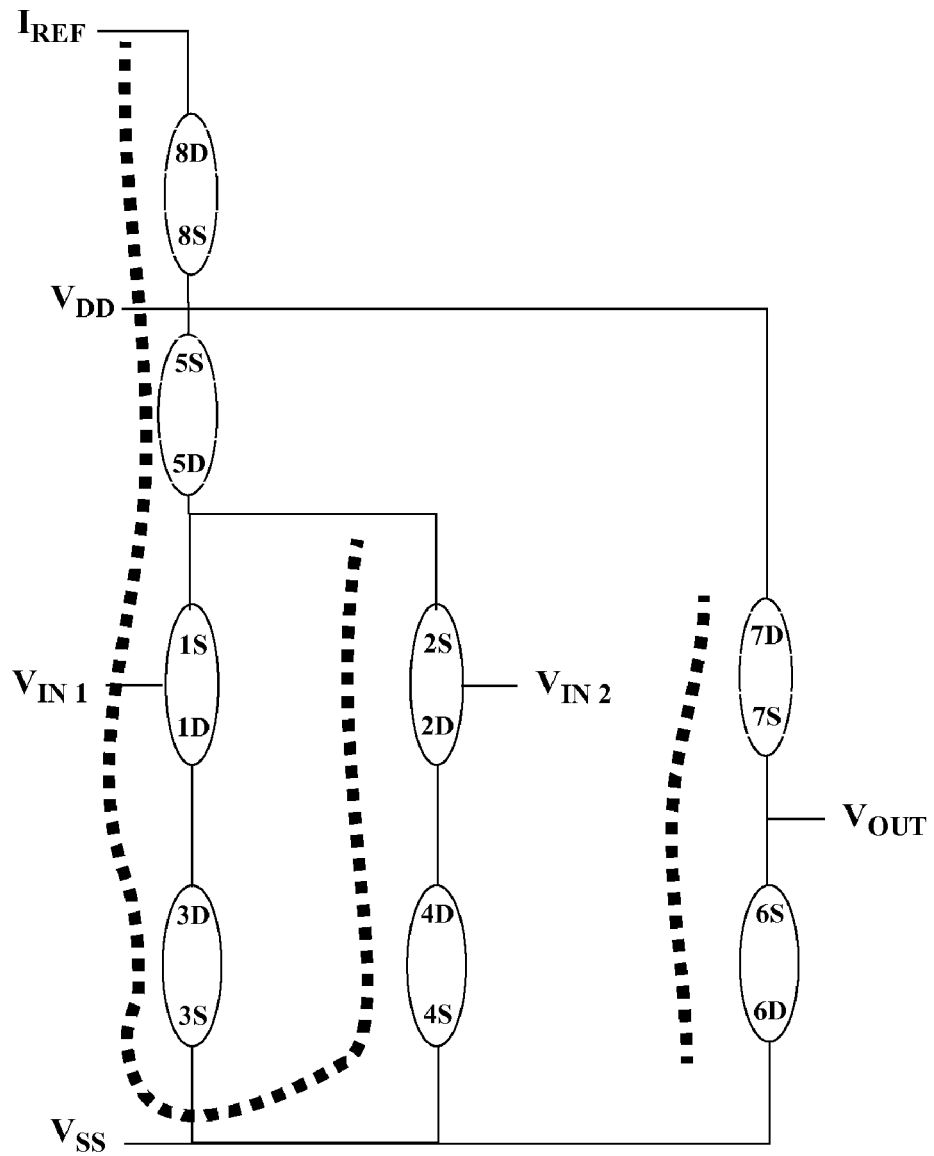 I_REF
8D
8S
V_DD
5S
5D
1S
2S
7D
V_IN 1
V_IN 2
1D
2D
7S
V_OUT
3D
4D
6S
3S
4S
6D
V_SS